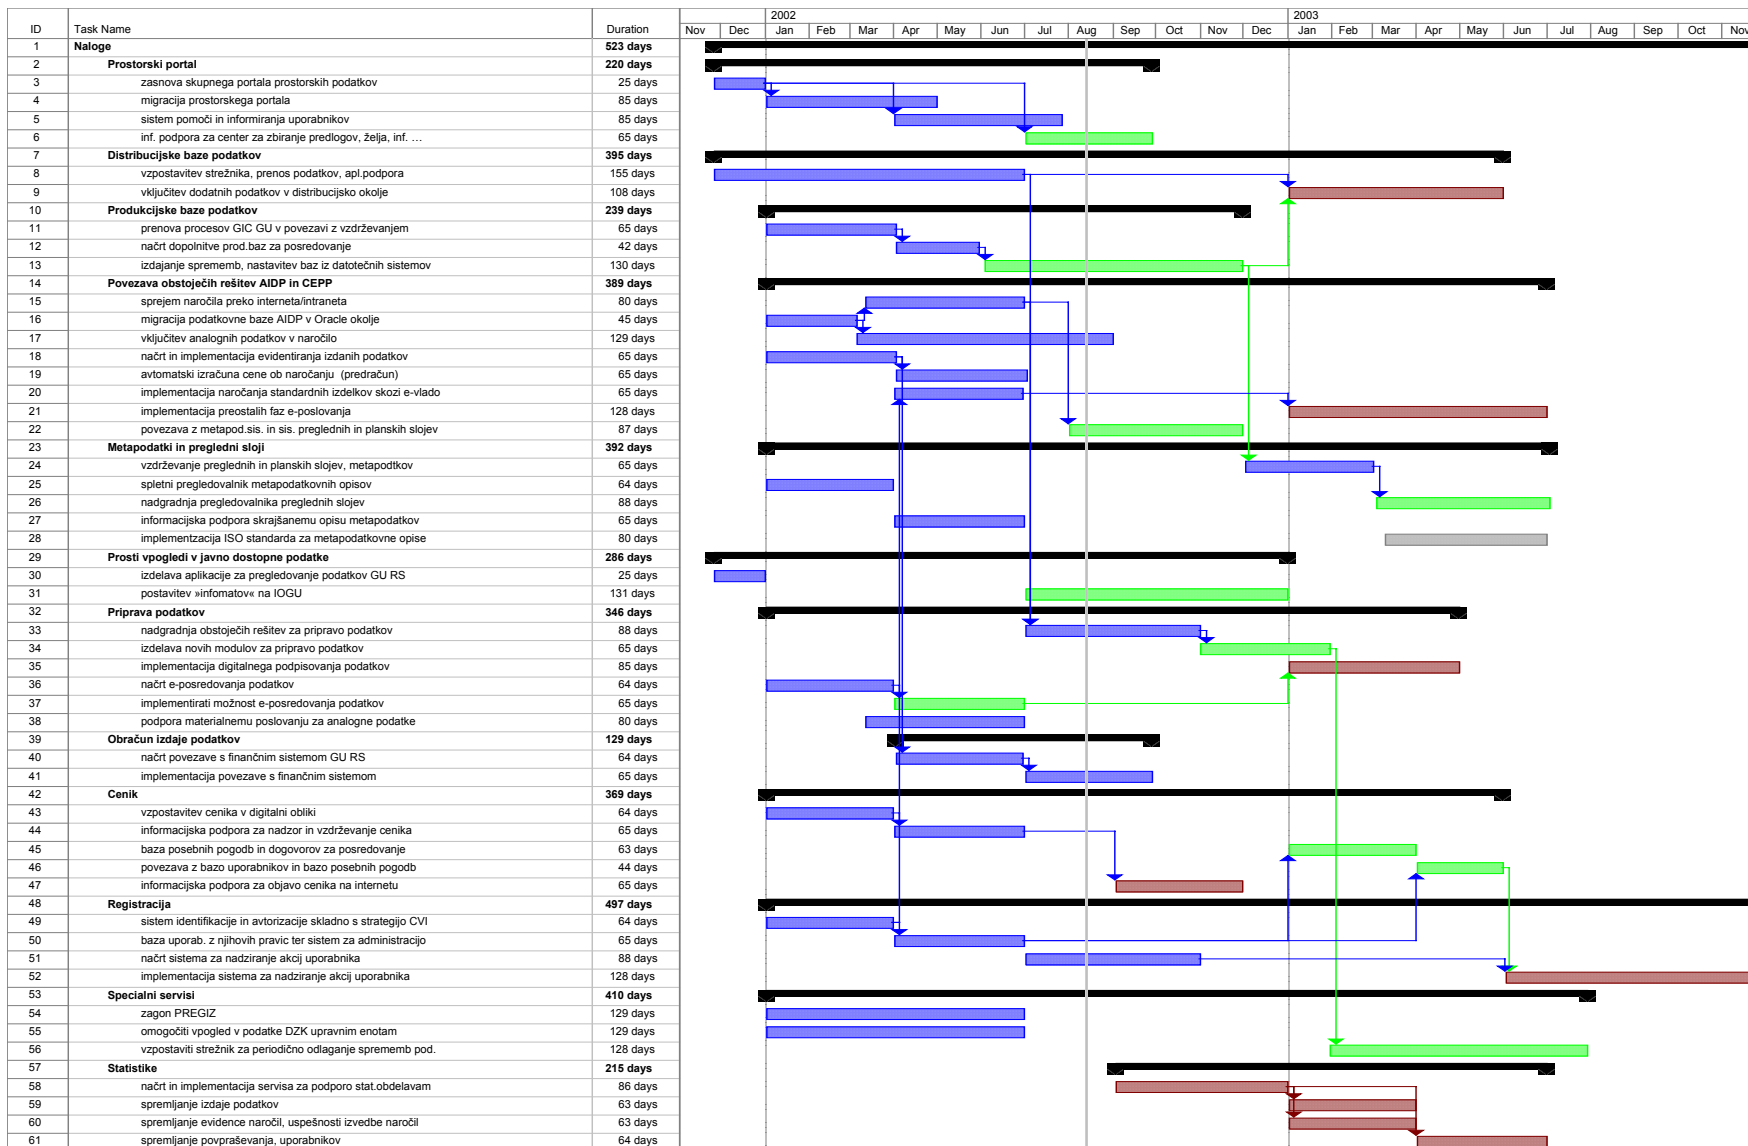 2002 2003
ID Task Name Duration Nov Dec Jan Feb Mar Apr May Jun Jul Aug Sep Oct Nov Dec Jan Feb Mar Apr May Jun Jul Aug Sep Oct Nov
1 Naloge 523 days
2 Prostorski portal 220 days
3 zasnova skupnega portala prostorskih podatkov 25 days
4 migracija prostorskega portala 85 days
5 sistem pomoči in informiranja uporabnikov 85 days
6 inf. podpora za center za zbiranje predlogov, želja, inf. … 65 days
7 Distribucijske baze podatkov 395 days
8 vzpostavitev strežnika, prenos podatkov, apl.podpora 155 days
9 vključitev dodatnih podatkov v distribucijsko okolje 108 days
10 Produkcijske baze podatkov 239 days
11 prenova procesov GIC GU v povezavi z vzdrževanjem 65 days
12 načrt dopolnitve prod.baz za posredovanje 42 days
13 izdajanje sprememb, nastavitev baz iz datotečnih sistemov 130 days
14 Povezava obstoječih rešitev AIDP in CEPP 389 days
15 sprejem naročila preko interneta/intraneta 80 days
16 migracija podatkovne baze AIDP v Oracle okolje 45 days
17 vključitev analognih podatkov v naročilo 129 days
18 načrt in implementacija evidentiranja izdanih podatkov 65 days
19 avtomatski izračuna cene ob naročanju (predračun) 65 days
20 implementacija naročanja standardnih izdelkov skozi e-vlado 65 days
21 implementacija preostalih faz e-poslovanja 128 days
22 povezava z metapod.sis. in sis. preglednih in planskih slojev 87 days
23 Metapodatki in pregledni sloji 392 days
24 vzdrževanje preglednih in planskih slojev, metapodtkov 65 days
25 spletni pregledovalnik metapodatkovnih opisov 64 days
26 nadgradnja pregledovalnika preglednih slojev 88 days
27 informacijska podpora skrajšanemu opisu metapodatkov 65 days
28 implementzacija ISO standarda za metapodatkovne opise 80 days
29 Prosti vpogledi v javno dostopne podatke 286 days
30 izdelava aplikacije za pregledovanje podatkov GU RS 25 days
31 postavitev »infomatov« na IOGU 131 days
32 Priprava podatkov 346 days
33 nadgradnja obstoječih rešitev za pripravo podatkov 88 days
34 izdelava novih modulov za pripravo podatkov 65 days
35 implementacija digitalnega podpisovanja podatkov 85 days
36 načrt e-posredovanja podatkov 64 days
37 implementirati možnost e-posredovanja podatkov 65 days
38 podpora materialnemu poslovanju za analogne podatke 80 days
39 Obračun izdaje podatkov 129 days
40 načrt povezave s finančnim sistemom GU RS 64 days
41 implementacija povezave s finančnim sistemom 65 days
42 Cenik 369 days
43 vzpostavitev cenika v digitalni obliki 64 days
44 informacijska podpora za nadzor in vzdrževanje cenika 65 days
45 baza posebnih pogodb in dogovorov za posredovanje 63 days
46 povezava z bazo uporabnikov in bazo posebnih pogodb 44 days
47 informacijska podpora za objavo cenika na internetu 65 days
48 Registracija 497 days
49 sistem identifikacije in avtorizacije skladno s strategijo CVI 64 days
50 baza uporab. z njihovih pravic ter sistem za administracijo 65 days
51 načrt sistema za nadziranje akcij uporabnika 88 days
52 implementacija sistema za nadziranje akcij uporabnika 128 days
53 Specialni servisi 410 days
54 zagon PREGIZ 129 days
55 omogočiti vpogled v podatke DZK upravnim enotam 129 days
56 vzpostaviti strežnik za periodično odlaganje sprememb pod. 128 days
57 Statistike 215 days
58 načrt in implementacija servisa za podporo stat.obdelavam 86 days
59 spremljanje izdaje podatkov 63 days
60 spremljanje evidence naročil, uspešnosti izvedbe naročil 63 days
61 spremljanje povpraševanja, uporabnikov 64 days